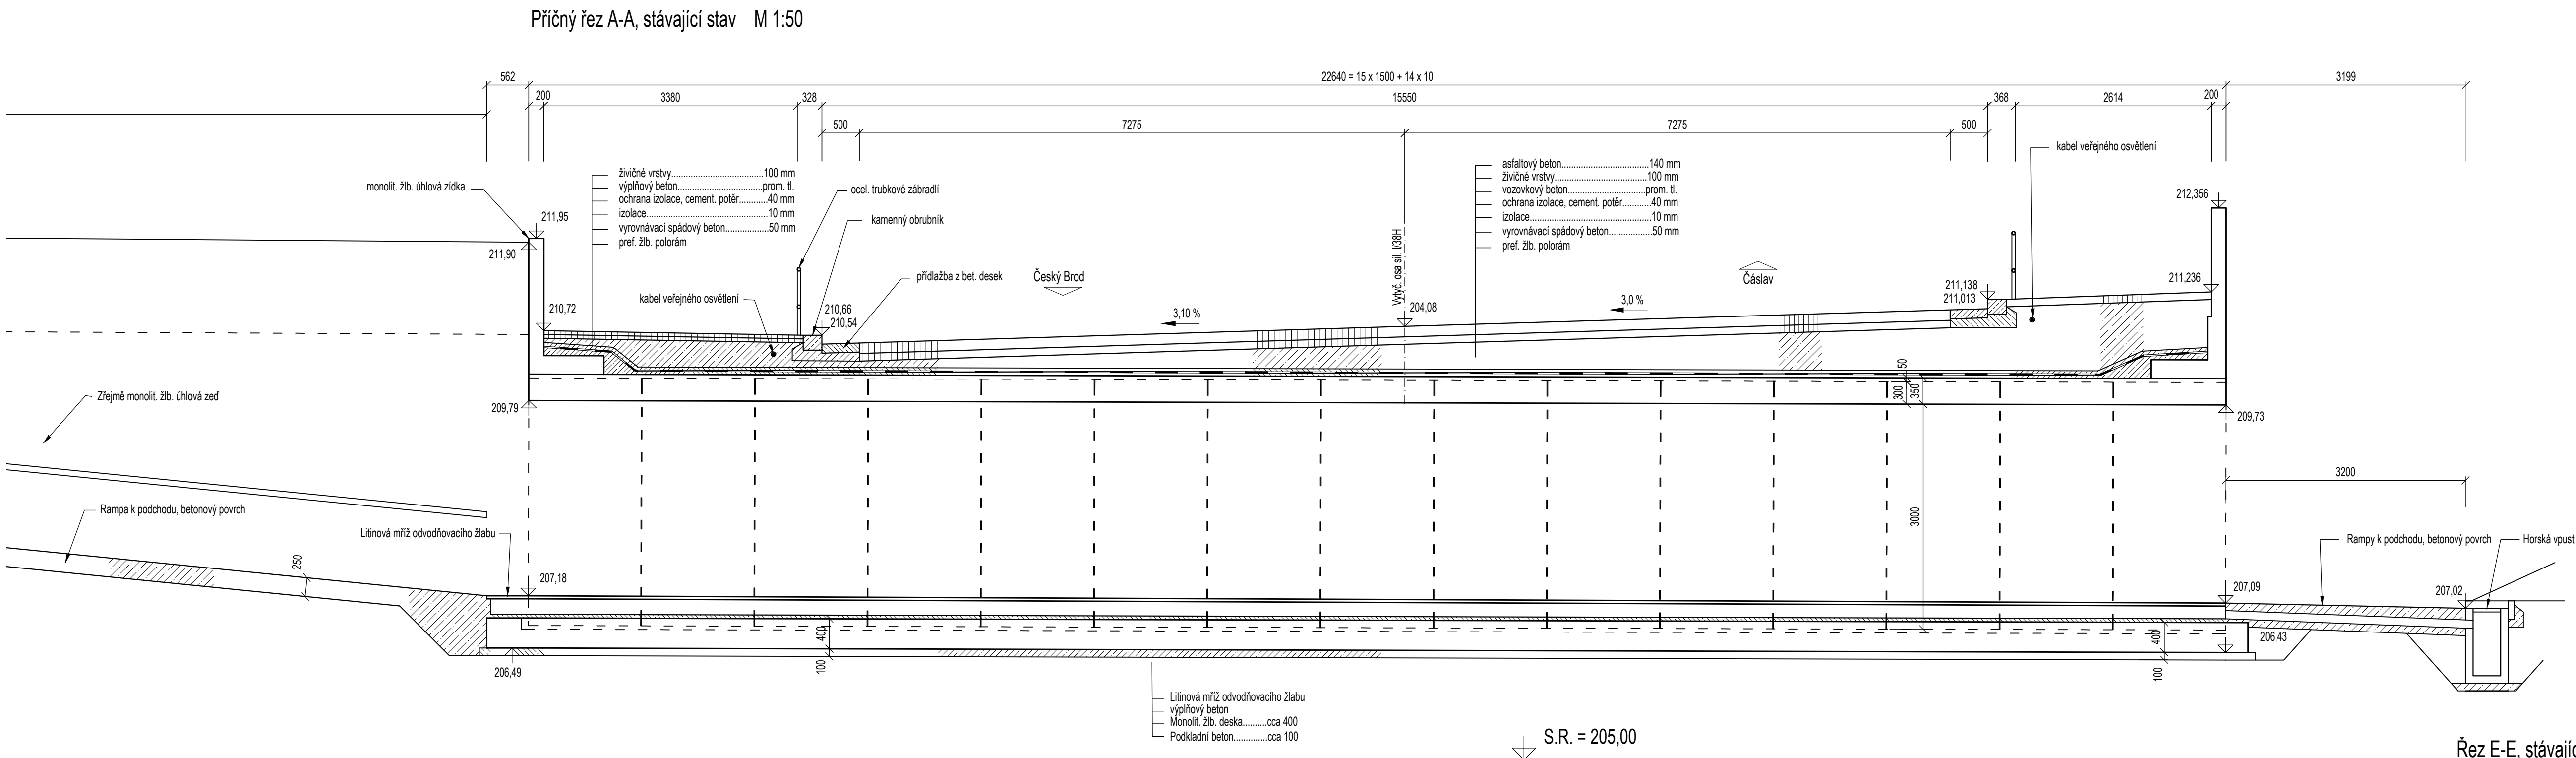 Příčný řez A-A, stávající stav M 1:50
562
22640 = 15 x 1500 + 14 x 10
3199
200
3380
328
15550
368
2614
200
500
7275
7275
500
kabel veřejného osvětlení
monolit. žlb. úhlová zídka
živičné vrstvy..................................100 mm
výplňový beton...............................prom. tl.
ochrana izolace, cement. potěr...........40 mm
izolace.............................................10 mm
vyrovnávací spádový beton................50 mm
pref. žlb. polorám
ocel. trubkové zábradlí
kamenný obrubník
přídlažba z bet. desek
asfaltový beton................................140 mm
živičné vrstvy..................................100 mm
vozovkový beton............................prom. tl.
ochrana izolace, cement. potěr...........40 mm
izolace.............................................10 mm
vyrovnávací spádový beton................50 mm
pref. žlb. polorám
212,356
211,95
211,90
Český Brod
Čáslav
Vytyč. osa sil. I/38H
kabel veřejného osvětlení
210,72
210,66
210,54
3,10 %
204,08
3,0 %
211,138
211,013
211,236
50
300
350
Zřejmě monolit. žlb. úhlová zeď
209,79
209,73
3200
3000
Rampa k podchodu, betonový povrch
Litinová mříž odvodňovacího žlabu
Rampy k podchodu, betonový povrch
Horská vpust
250
207,18
207,09
207,02
206,43
400
100
400
100
206,49
Litinová mříž odvodňovacího žlabu
výplňový beton
Monolit. žlb. deska..........cca 400
Podkladní beton..............cca 100
S.R. = 205,00
Řez E-E, stávajíc